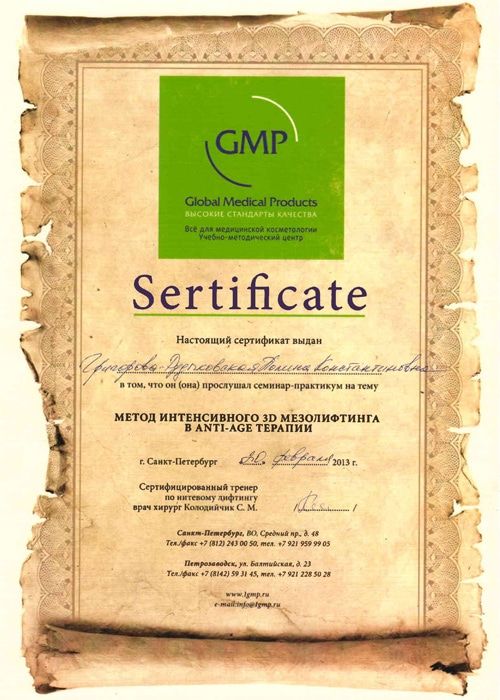 GMP
Global Medical Products
ВЫСОКИЕ СТАНДАРТЫ КАЧЕСТВА
Всё для медицинской косметологии
Учебно-методический центр
Sertificate
Настоящий сертификат выдан
Полина Константиновна
в том, что он (она) прослушал семинар-практикум на тему
МЕТОД ИНТЕНСИВНОГО 3D МЕЗОЛИФТИНГА
В ANTI-AGE ТЕРАПИИ
г. Санкт-Петербург февраля 2013 г.
Сертифицированный тренер
по нитевому лифтингу
врач хирург Колодийчик С. М.
Санкт-Петербург, ВО, Средний пр., д. 48
Тел./факс +7 (812) 243 00 50, тел. +7 921 959 99 05
Петрозаводск, ул. Балтийская, д. 23
Тел./факс +7 (8142) 59 31 45, тел. +7 921 228 50 28
www.1gmp.ru
e-mail:info@1gmp.ru